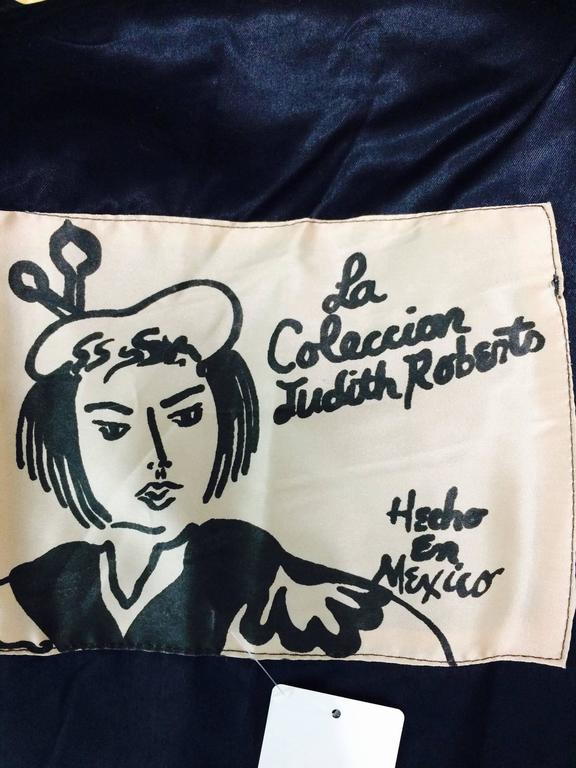 La
Coleccion
Judith Roberts
Hecho
En
Mexico